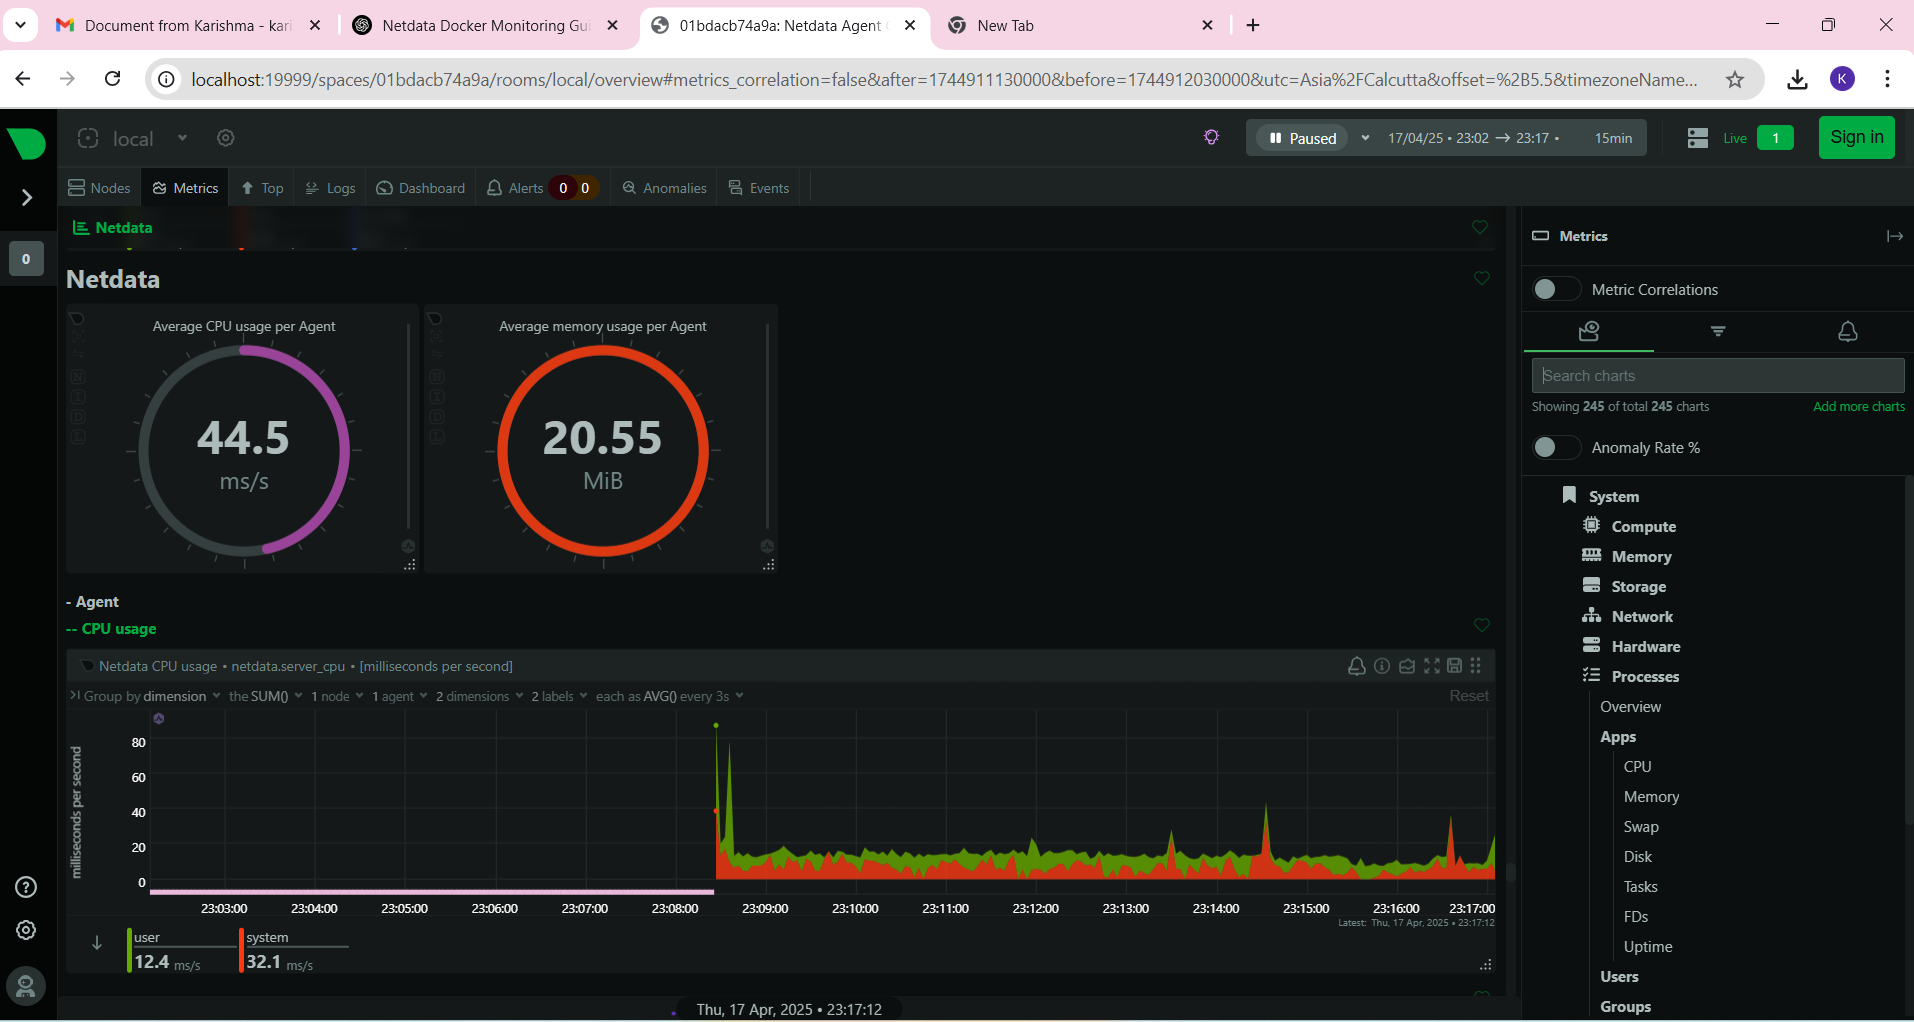 Document from Karishma - kari
Netdata Docker Monitoring Gui
01bdacb74a9a: Netdata Agent
New Tab
localhost:19999/spaces/01bdacb74a9a/rooms/local/overview#metrics_correlation=false&after=1744911130000&before=1744912030000&utc=Asia%2FCalcutta&offset=%2B5.5&timezoneName...
K
local
Paused
17/04/25 • 23:02 → 23:17 •
15min
Live
1
Sign in
Nodes
Metrics
Top
Logs
Dashboard
Alerts
0
0
Anomalies
Events
0
Netdata
Netdata
Average CPU usage per Agent
44.5
ms/s
N
I
D
L
Average memory usage per Agent
20.55
MiB
N
I
D
L
- Agent
-- CPU usage
Netdata CPU usage • netdata.server_cpu • [milliseconds per second]
Group by dimension the SUM() 1 node 1 agent 2 dimensions 2 labels each as AVG() every 3s
Reset
milliseconds per second
80
60
40
20
0
23:03:00
23:04:00
23:05:00
23:06:00
23:07:00
23:08:00
23:09:00
23:10:00
23:11:00
23:12:00
23:13:00
23:14:00
23:15:00
23:16:00
23:17:00
Latest: Thu, 17 Apr, 2025 • 23:17:12
user
12.4 ms/s
system
32.1 ms/s
Thu, 17 Apr, 2025 • 23:17:12
Metrics
Metric Correlations
Search charts
Showing 245 of total 245 charts
Add more charts
Anomaly Rate %
System
Compute
Memory
Storage
Network
Hardware
Processes
Overview
Apps
CPU
Memory
Swap
Disk
Tasks
FDs
Uptime
Users
Groups